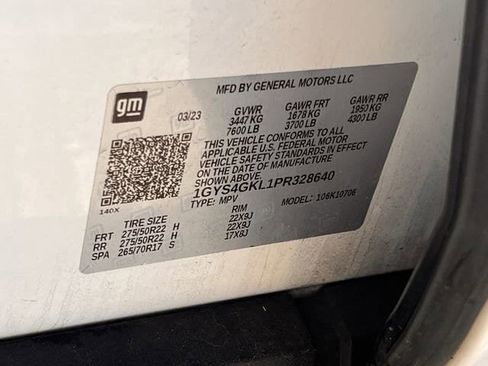 MFD BY GENERAL MOTORS LLC
gm
03/23 GVWR GAWR FRT GAWR RR
3447 KG 1678 KG 1950 KG
7600 LB 3700 LB 4300 LB
THIS VEHICLE CONFORMS TO ALL
APPLICABLE U.S. FEDERAL MOTOR
VEHICLE SAFETY STANDARDS IN EFFECT
ON THE DATE OF MANUFACTURE
SHOWN ABOVE.
1GYS4GKL1PR328640
TYPE: MPV MODEL: 106K10706
140X
TIRE SIZE RIM
FRT 275/50R22 H 22X9J
RR 275/50R22 H 22X9J
SPA 265/70R17 S 17X8J